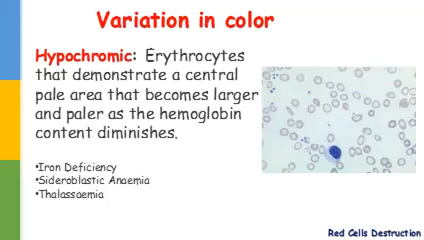 Variation in color
Hypochromic: Erythrocytes
that demonstrate a central
pale area that becomes larger
and paler as the hemoglobin
content diminishes.
•Iron Deficiency
•Sideroblastic Anaemia
•Thalassaemia
Red Cells Destruction